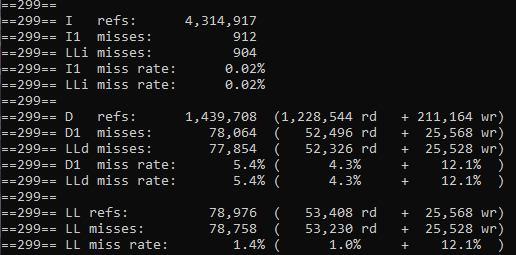 ==299==
==299== I   refs:      4,314,917
==299== I1  misses:          912
==299== LLi misses:          904
==299== I1  miss rate:      0.02%
==299== LLi miss rate:      0.02%
==299==
==299== D   refs:      1,439,708  (1,228,544 rd   + 211,164 wr)
==299== D1  misses:       78,064  (   52,496 rd   +  25,568 wr)
==299== LLd misses:       77,854  (   52,326 rd   +  25,528 wr)
==299== D1  miss rate:       5.4% (      4.3%     +    12.1%  )
==299== LLd miss rate:       5.4% (      4.3%     +    12.1%  )
==299==
==299== LL refs:          78,976  (   53,408 rd   +  25,568 wr)
==299== LL misses:        78,758  (   53,230 rd   +  25,528 wr)
==299== LL miss rate:        1.4% (      1.0%     +    12.1%  )